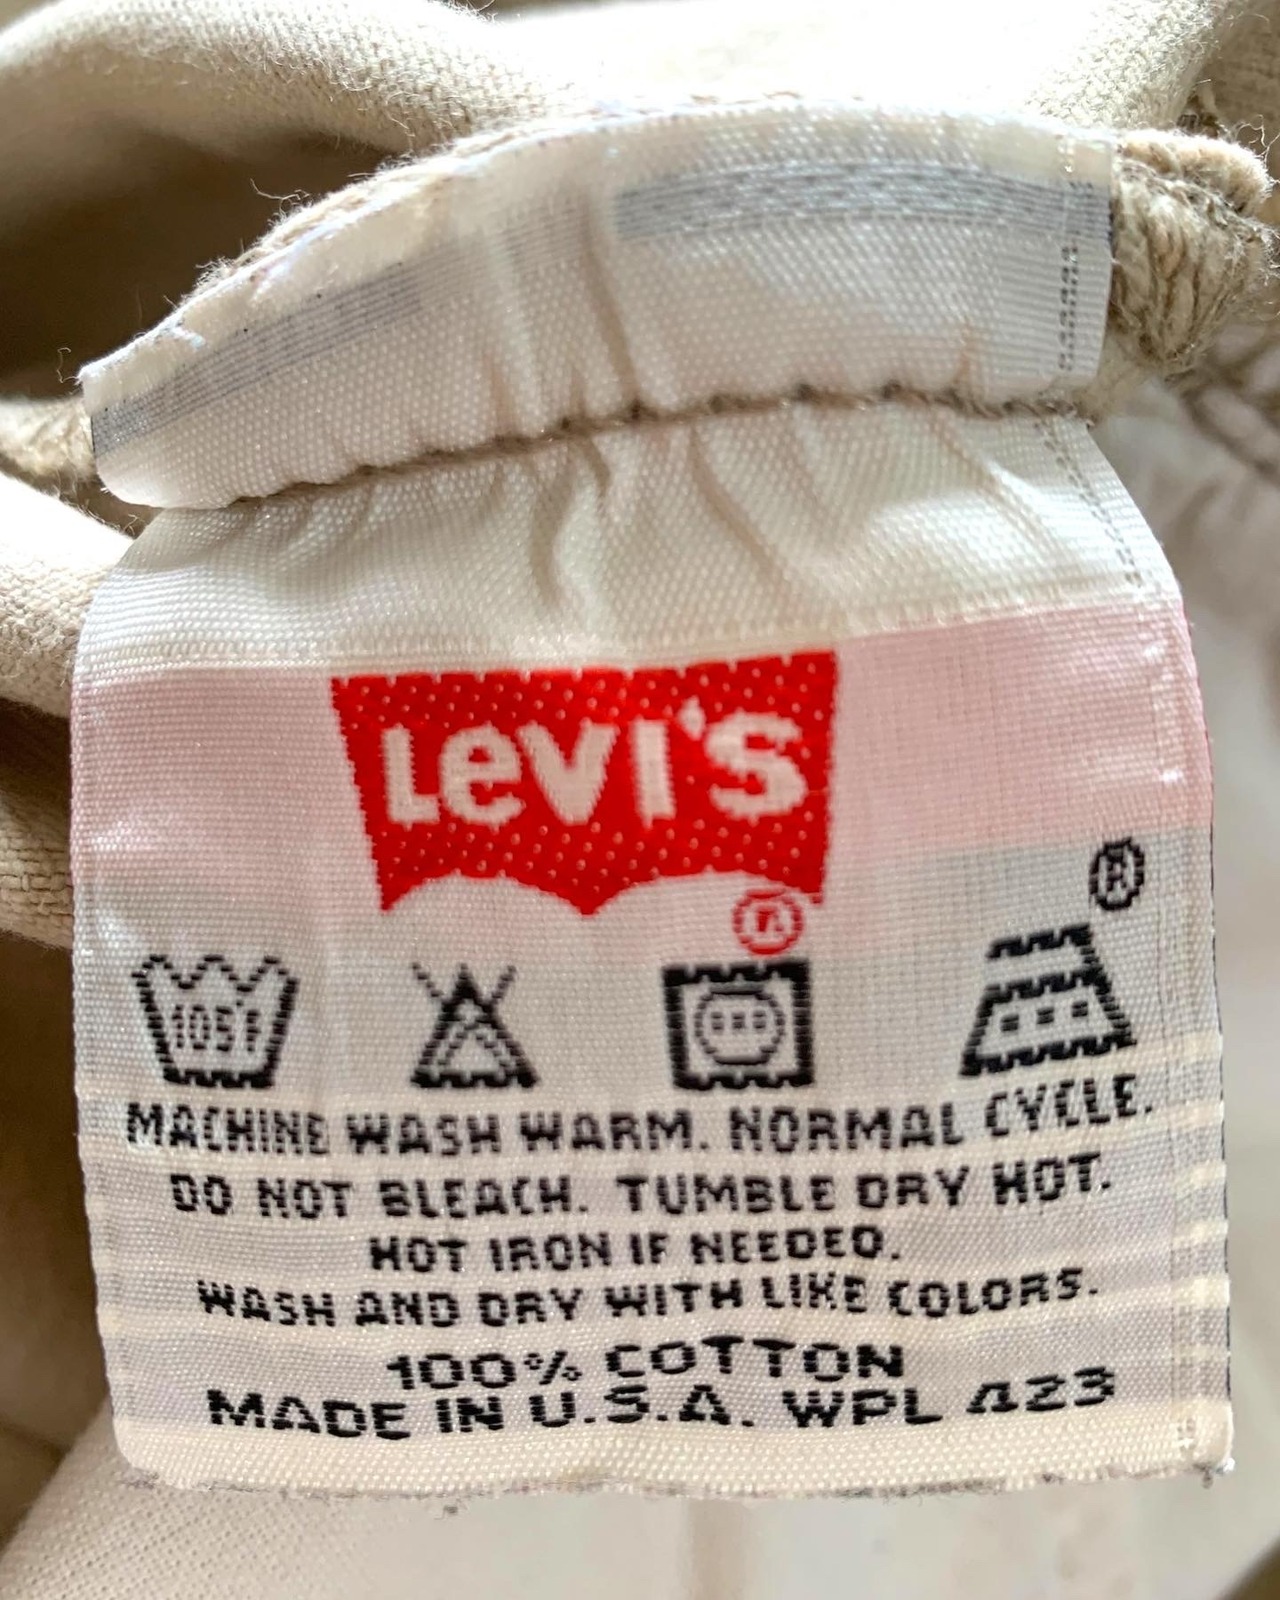 Levi's
®
®
105°F
MACHINE WASH WARM. NORMAL CYCLE.
DO NOT BLEACH. TUMBLE DRY HOT.
HOT IRON IF NEEDED.
WASH AND DRY WITH LIKE COLORS.
100% COTTON
MADE IN U.S.A. WPL 423